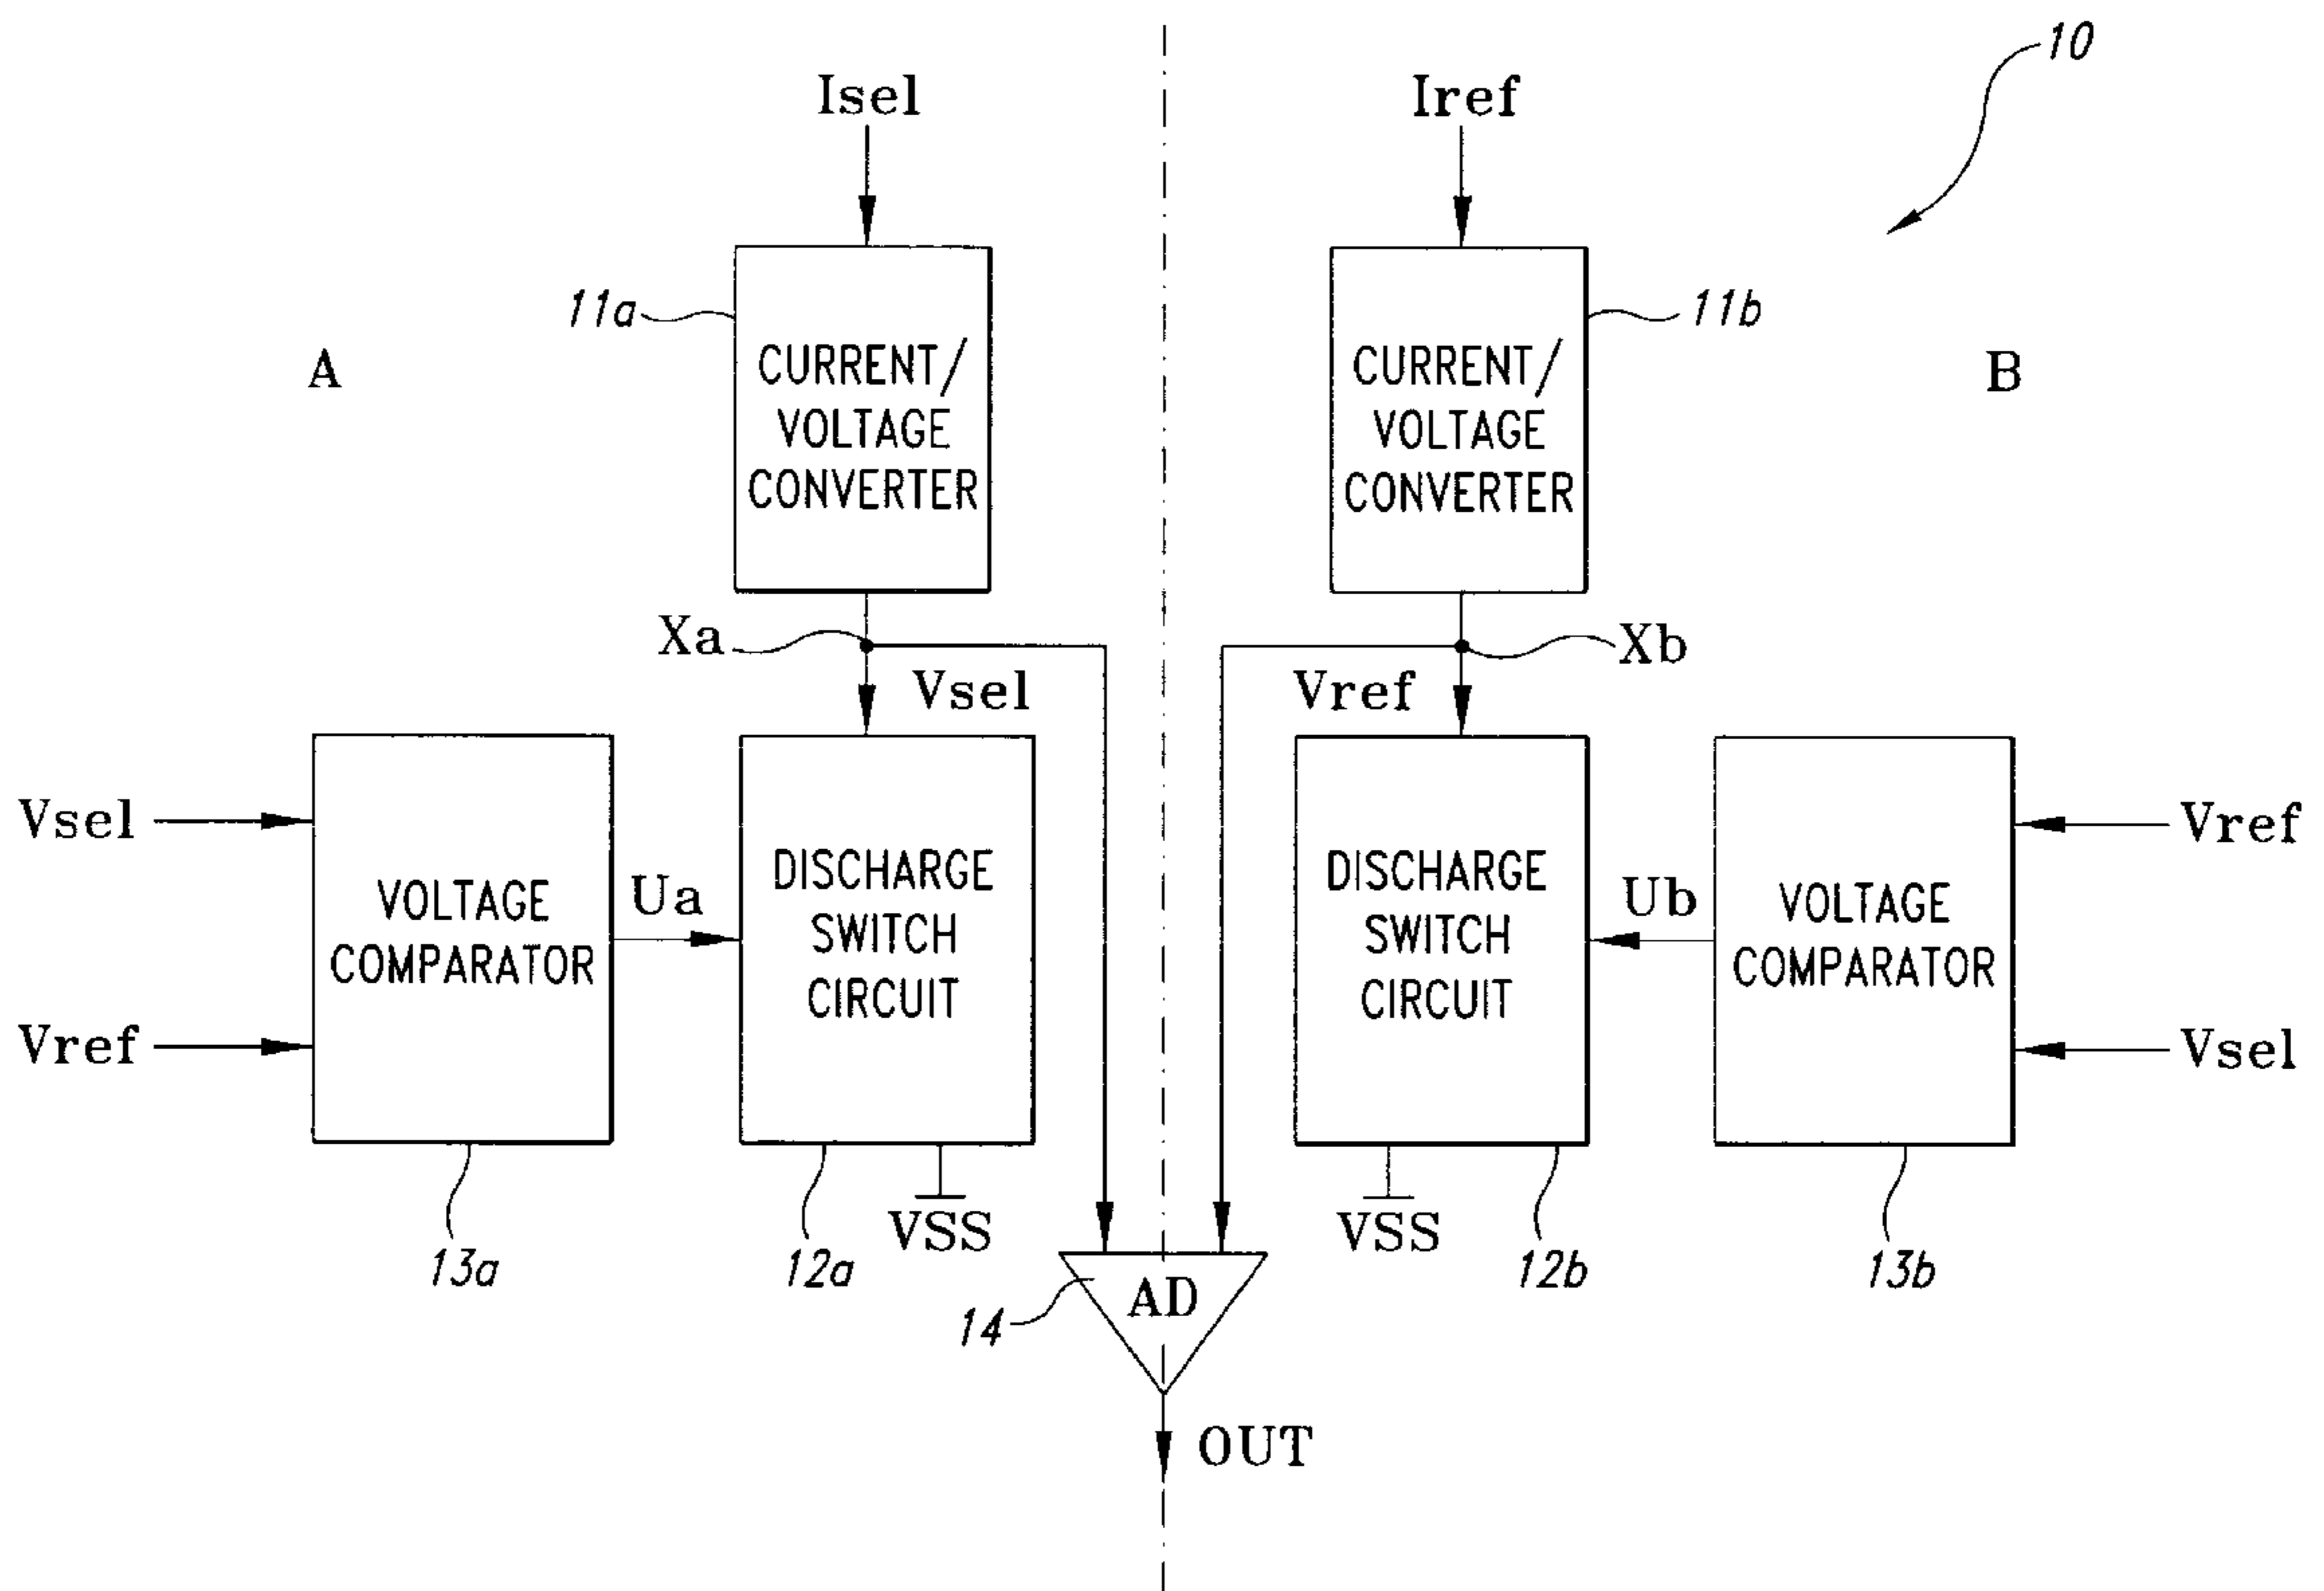 10
Isel
Iref
11a
11b
A
CURRENT/
VOLTAGE
CONVERTER
CURRENT/
VOLTAGE
CONVERTER
B
Xa
Xb
Vsel
Vref
Vsel
Vref
VOLTAGE
COMPARATOR
Ua
DISCHARGE
SWITCH
CIRCUIT
DISCHARGE
SWITCH
CIRCUIT
Ub
VOLTAGE
COMPARATOR
Vref
Vsel
13a
12a
VSS
VSS
12b
13b
14
AD
OUT